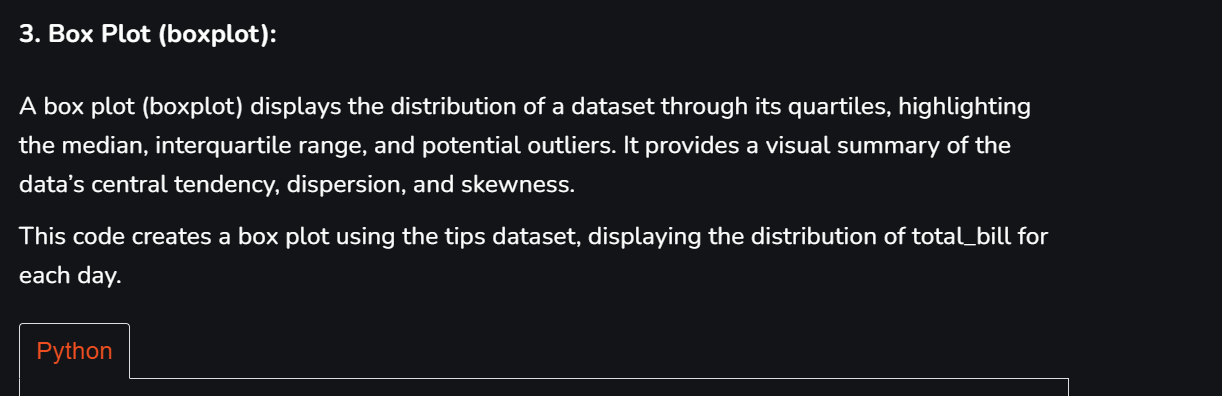 3. Box Plot (boxplot):
A box plot (boxplot) displays the distribution of a dataset through its quartiles, highlighting
the median, interquartile range, and potential outliers. It provides a visual summary of the
data’s central tendency, dispersion, and skewness.
This code creates a box plot using the tips dataset, displaying the distribution of total_bill for
each day.
Python